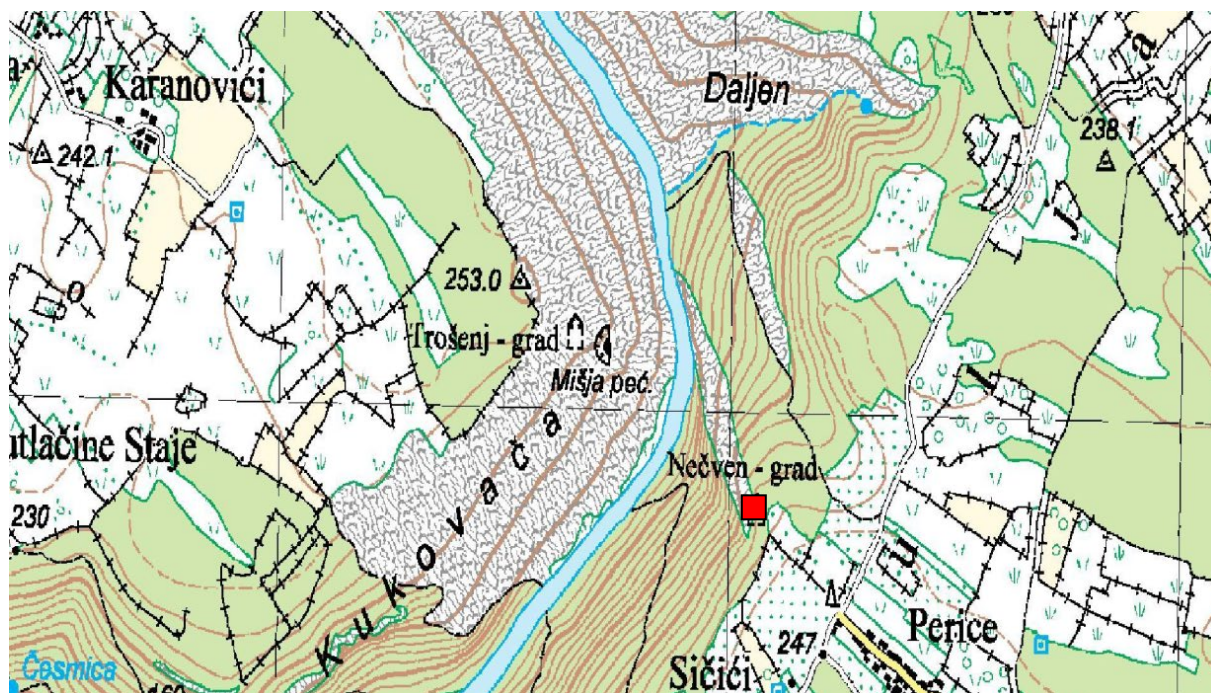 Karanovići
Daljen
242.1
238.1
253.0
Trošenj - grad
Mišja peć.
utlačine Staje
Nečven - grad
230
K u k o v a č a
Perice
247
Sičići
Česmica
160